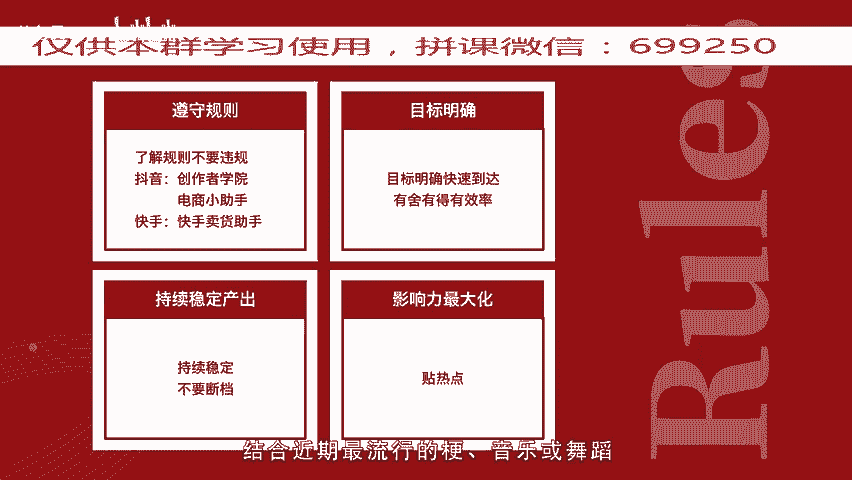 仅供本群学习使用，拼课微信：699250
遵守规则
了解规则不要违规
抖音：创作者学院
电商小助手
快手：快手卖货助手
目标明确
目标明确快速到达
有舍有得有效率
持续稳定产出
持续稳定
不要断档
影响力最大化
贴热点
Rules
结合近期最流行的梗、音乐或舞蹈